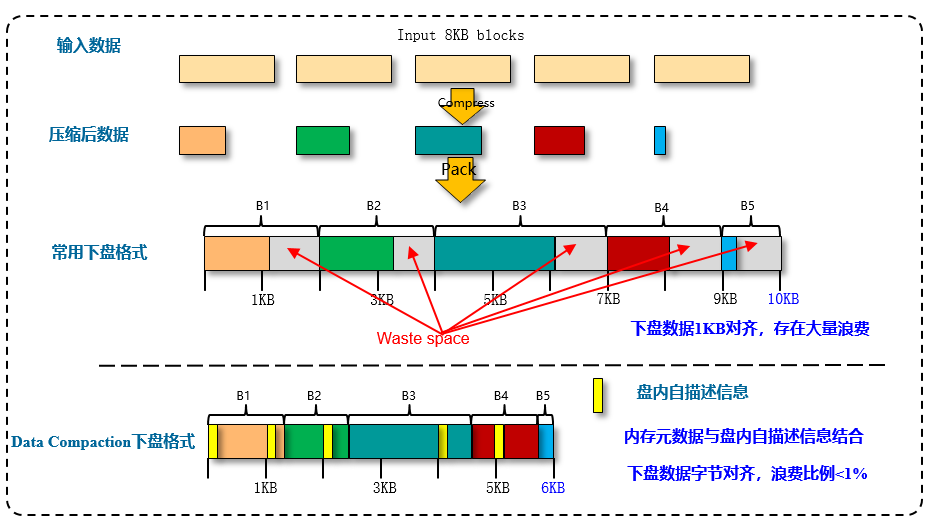 输入数据
Input 8KB blocks
Compress
压缩后数据
Pack
B1 B2 B3 B4 B5
常用下盘格式
1KB 3KB 5KB 7KB 9KB 10KB
Waste space
下盘数据1KB对齐，存在大量浪费
盘内自描述信息
B1 B2 B3 B4 B5
Data Compaction下盘格式
内存元数据与盘内自描述信息结合
下盘数据字节对齐，浪费比例<1%
1KB 3KB 5KB 6KB